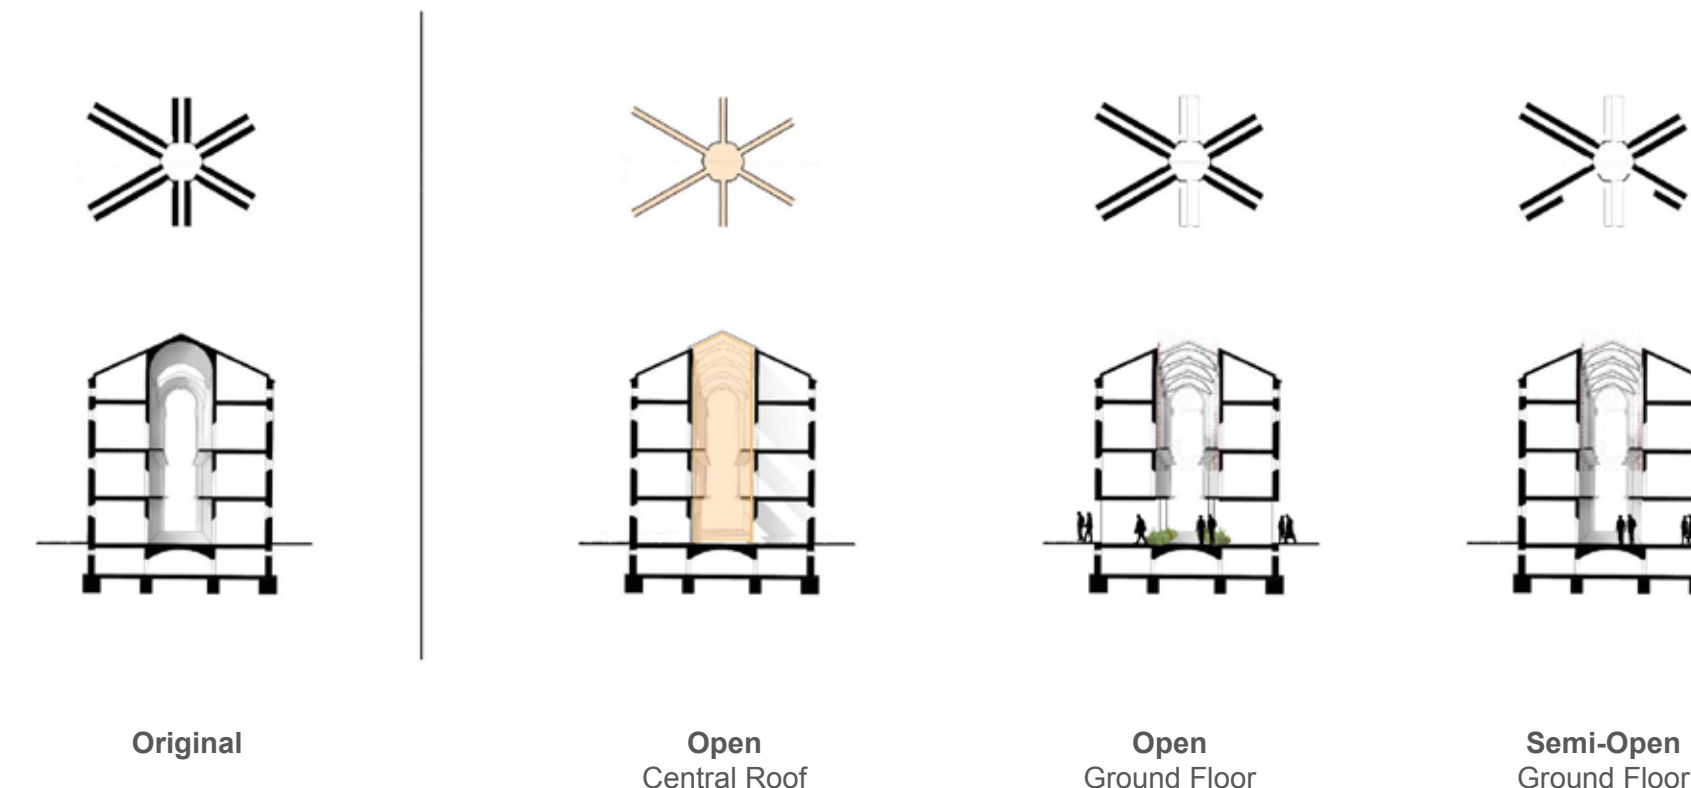 Original
Open
Central Roof
Open
Ground Floor
Semi-Open
Ground Floor